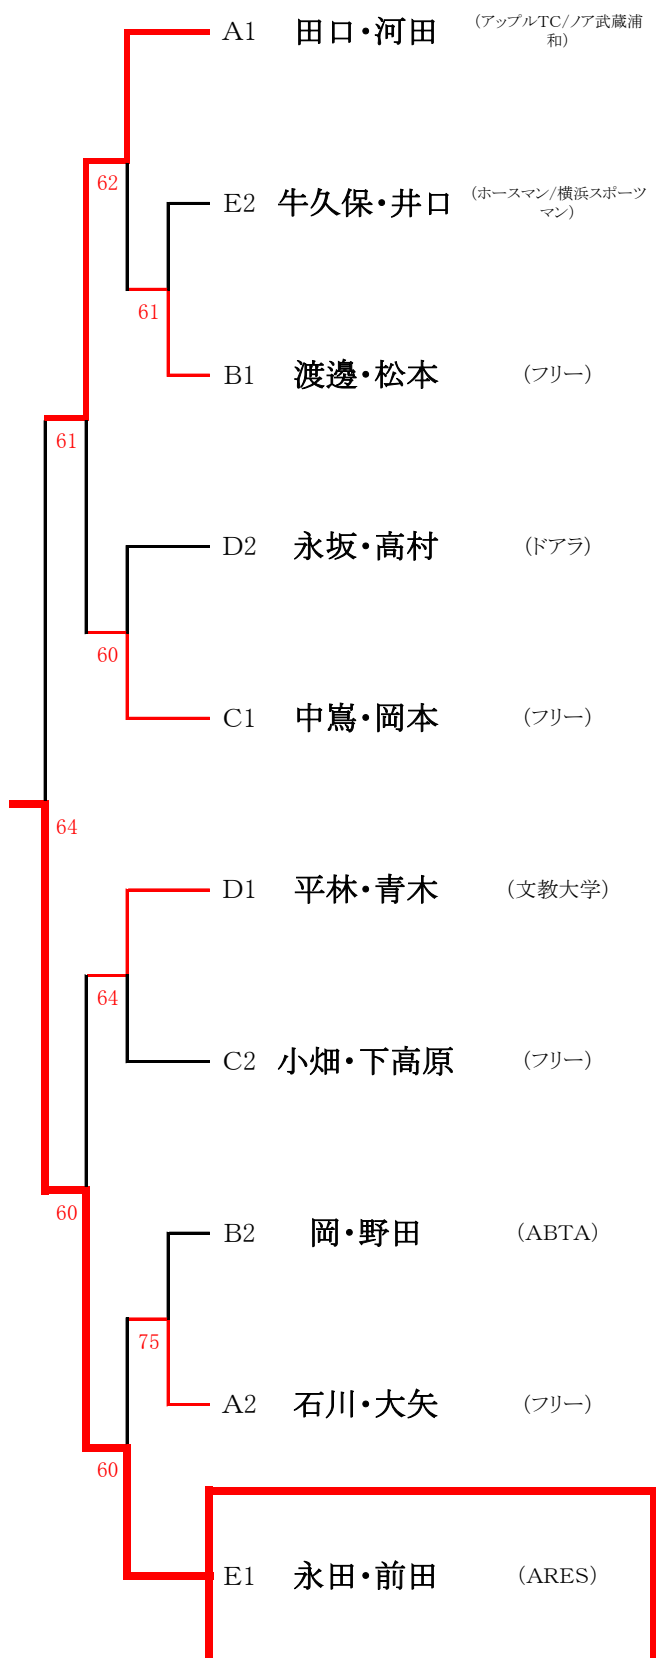 A1 田口・河田 (アップルTC/ノア武蔵浦
和)
62
E2 牛久保・井口 (ホースマン/横浜スポーツ
マン)
61
B1 渡邊・松本 (フリー)
61
D2 永坂・高村 (ドアラ)
60
C1 中嶌・岡本 (フリー)
64
D1 平林・青木 (文教大学)
64
C2 小畑・下高原 (フリー)
60
B2 岡・野田 (ABTA)
75
A2 石川・大矢 (フリー)
60
E1 永田・前田 (ARES)